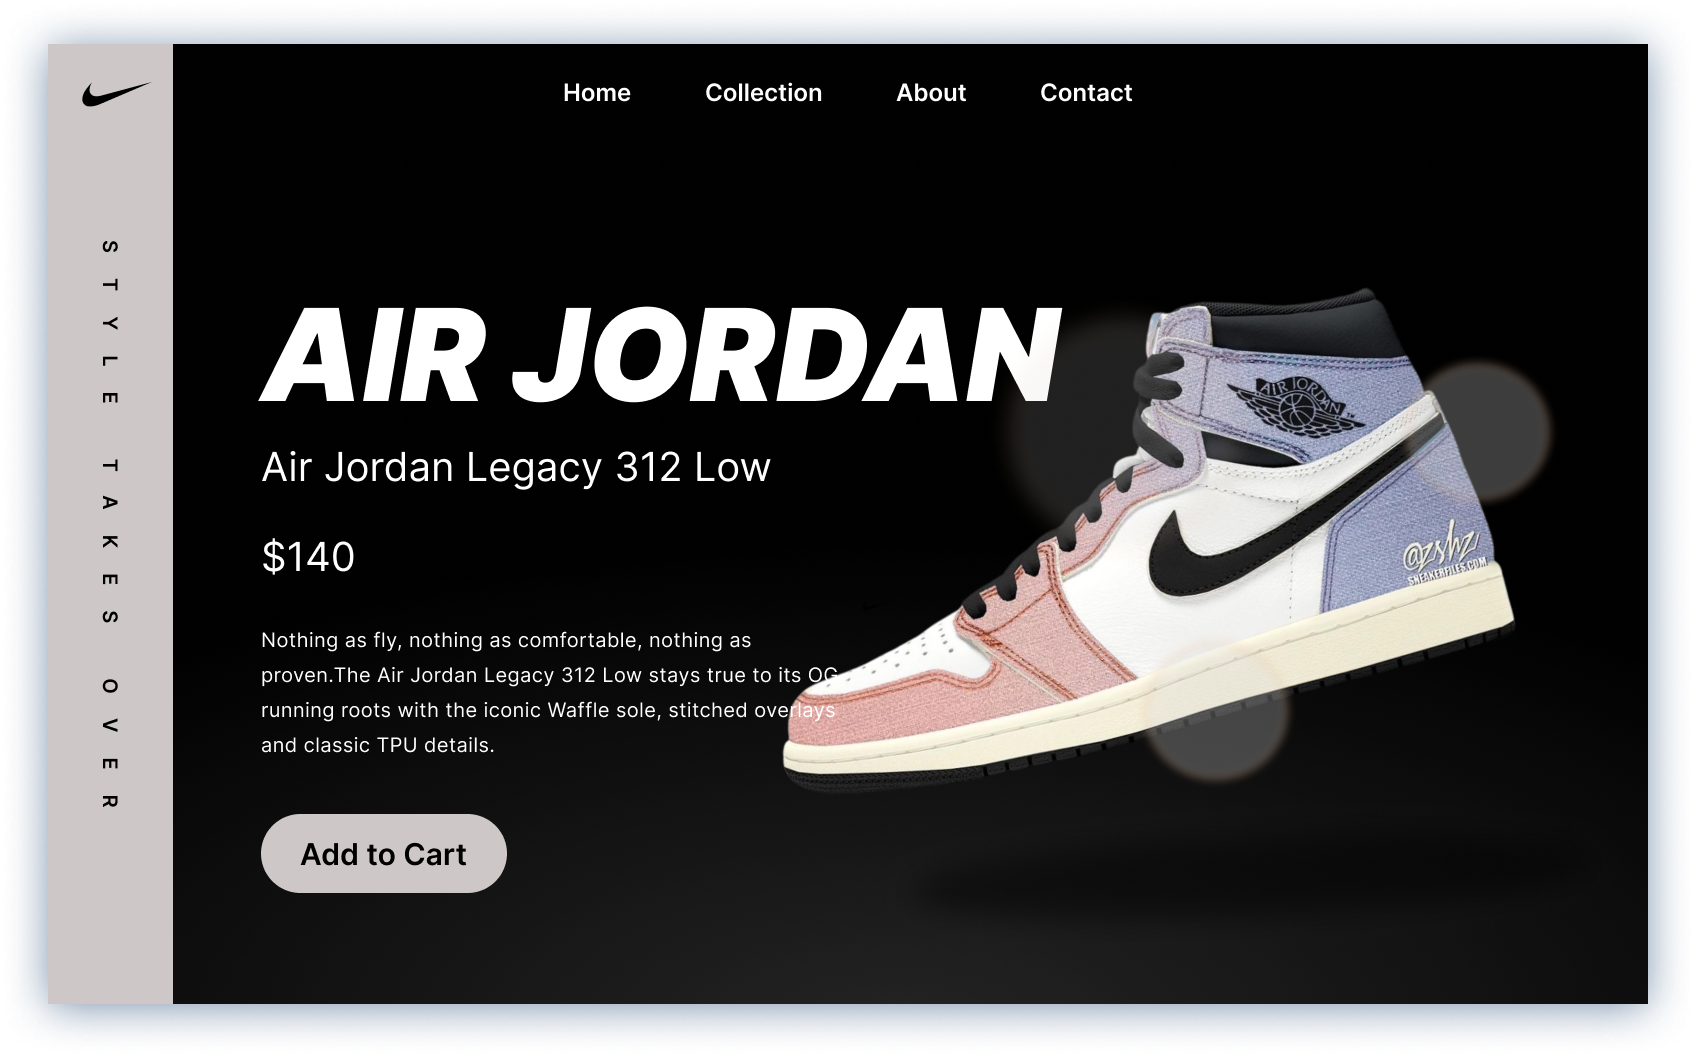 Home Collection About Contact
STYLE TAKES OVER
AIR JORDAN
Air Jordan Legacy 312 Low
$140
Nothing as fly, nothing as comfortable, nothing as
proven.The Air Jordan Legacy 312 Low stays true to its OG
running roots with the iconic Waffle sole, stitched overlays
and classic TPU details.
Add to Cart
AIR JORDAN
TM
@zshz_
SNEAKERFILES.COM